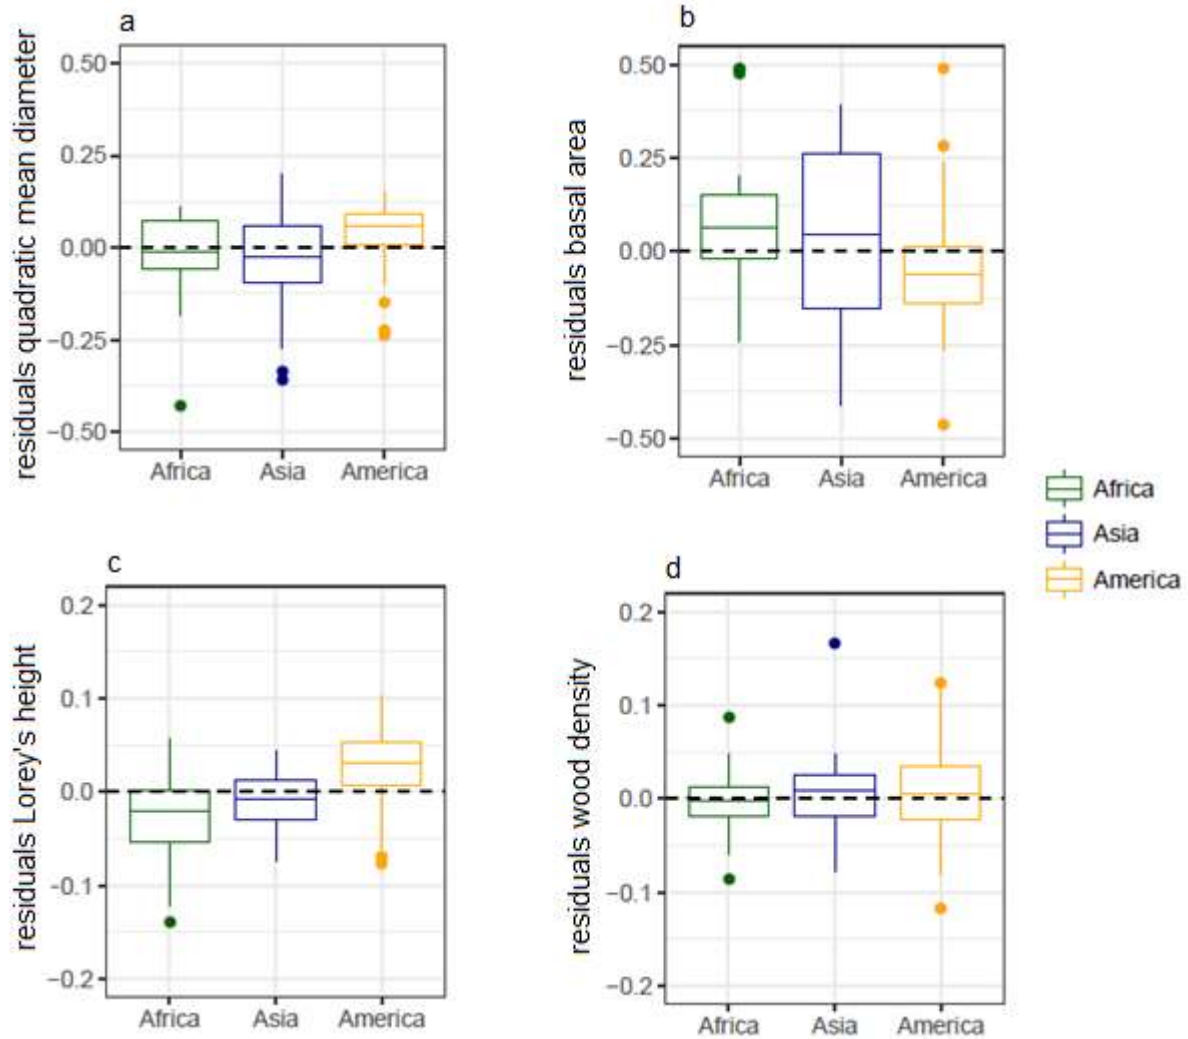 a
residuals quadratic mean diameter
0.50
0.25
0.00
−0.25
−0.50
Africa Asia America
b
residuals basal area
0.50
0.25
0.00
−0.25
−0.50
Africa Asia America
Africa
Asia
America
c
residuals Lorey's height
0.2
0.1
0.0
−0.1
−0.2
Africa Asia America
d
residuals wood density
0.2
0.1
0.0
−0.1
−0.2
Africa Asia America